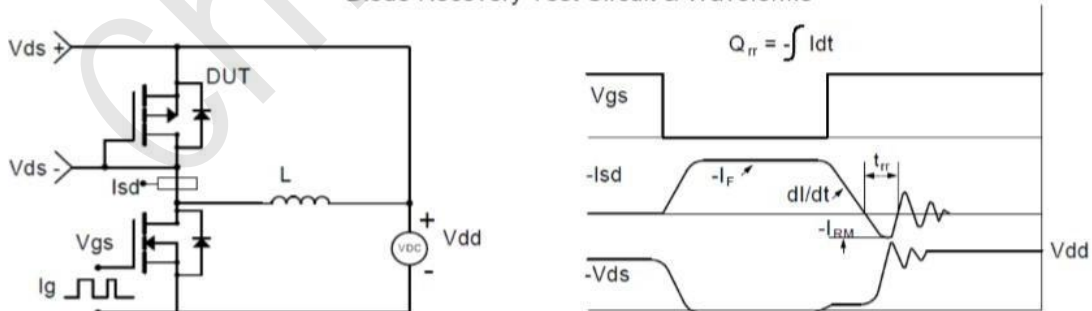 Diode Recovery Test Circuit & Waveforms
Vds +
DUT
Vds -
Isd
L
Vgs
Ig
VDC
+
Vdd
-
Qrr = -∫ Idt
Vgs
-Isd
-IF
dI/dt
trr
-IRM
Vdd
-Vds